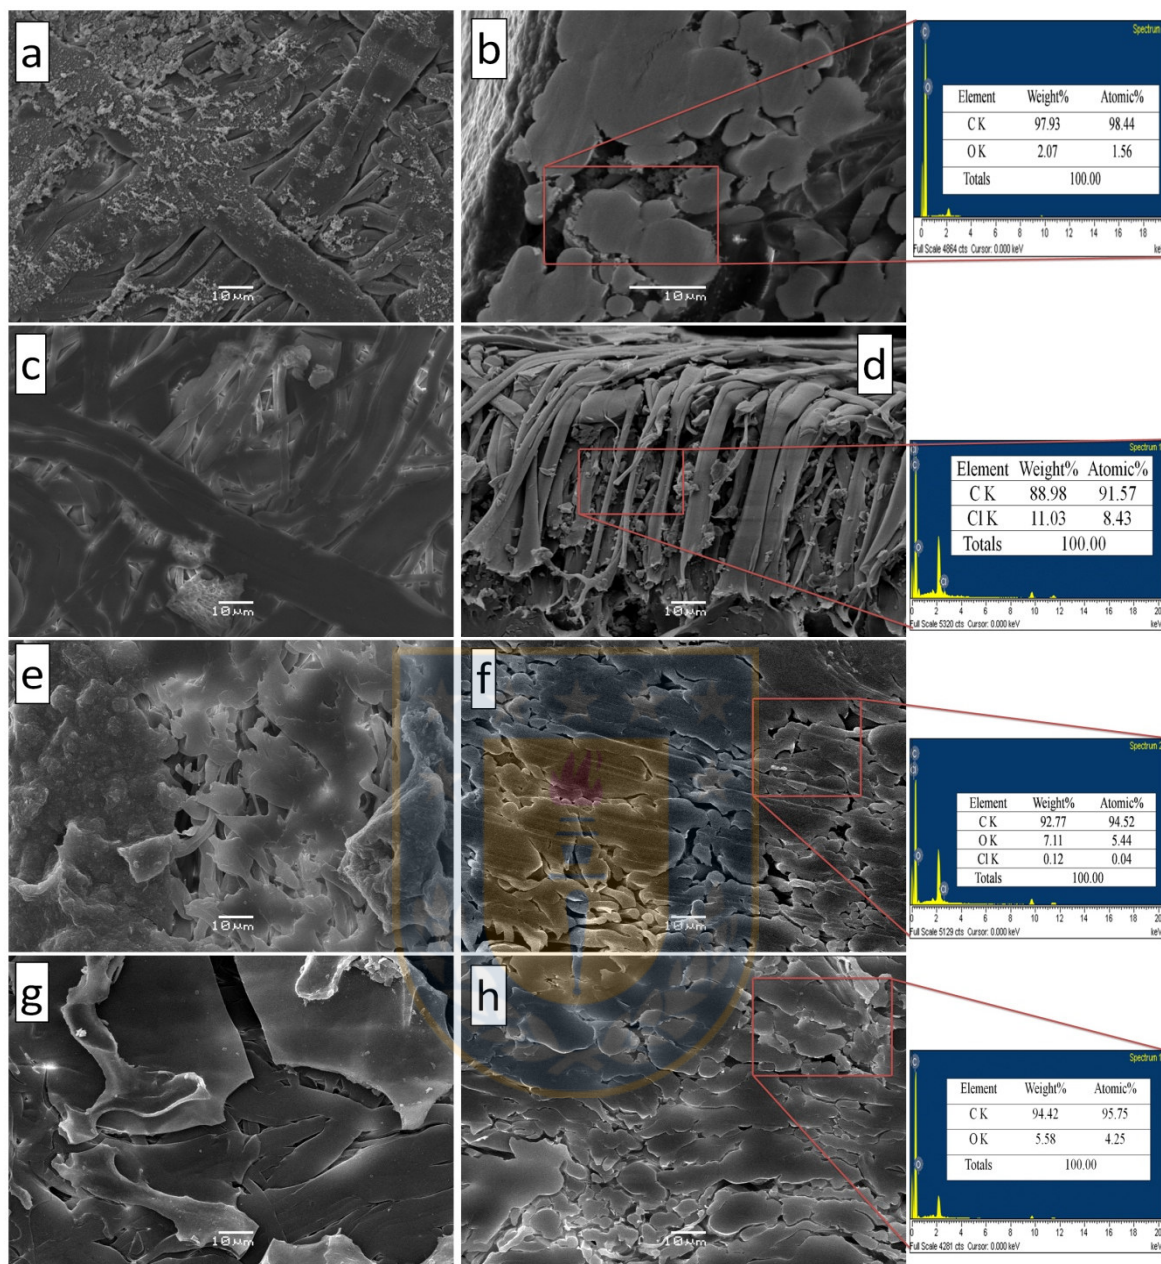 a
10 µm
b
10 µm
Spectrum
Element Weight% Atomic%
C K 97.93 98.44
O K 2.07 1.56
Totals 100.00
0 2 4 6 8 10 12 14 16 18 20
Full Scale 4864 cts Cursor: 0.000 keV
c
10 µm
d
10 µm
Spectrum 1
Element Weight% Atomic%
C K 88.98 91.57
Cl K 11.03 8.43
Totals 100.00
0 2 4 6 8 10 12 14 16 18 20
Full Scale 5320 cts Cursor: 0.000 keV
e
10 µm
f
10 µm
Spectrum 2
Element Weight% Atomic%
C K 92.77 94.52
O K 7.11 5.44
Cl K 0.12 0.04
Totals 100.00
0 2 4 6 8 10 12 14 16 18 20
Full Scale 5129 cts Cursor: 0.000 keV
g
10 µm
h
10 µm
Spectrum 1
Element Weight% Atomic%
C K 94.42 95.75
O K 5.58 4.25
Totals 100.00
0 2 4 6 8 10 12 14 16 18 20
Full Scale 4281 cts Cursor: 0.000 keV